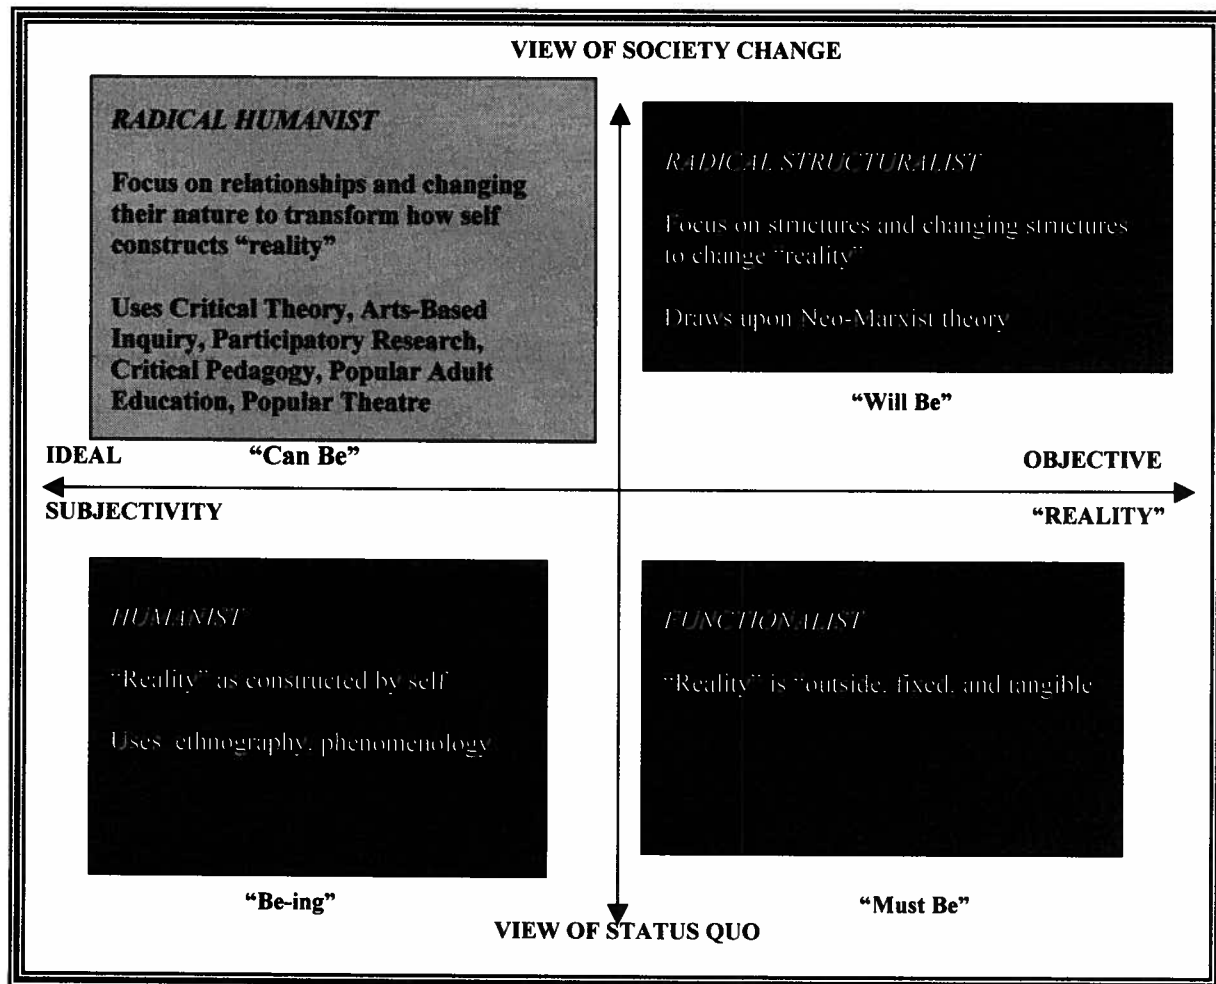 VIEW OF SOCIETY CHANGE
RADICAL HUMANIST
Focus on relationships and changing
their nature to transform how self
constructs “reality”
Uses Critical Theory, Arts-Based
Inquiry, Participatory Research,
Critical Pedagogy, Popular Adult
Education, Popular Theatre
RADICAL STRUCTURALIST
Focus on structures and changing structures
to change “reality”
Draws upon Neo-Marxist theory
“Will Be”
IDEAL
“Can Be”
OBJECTIVE
SUBJECTIVITY
“REALITY”
HUMANIST
“Reality” as constructed by self
Uses ethnography, phenomenology
FUNCTIONALIST
“Reality” is “outside, fixed, and tangible
“Be-ing”
“Must Be”
VIEW OF STATUS QUO